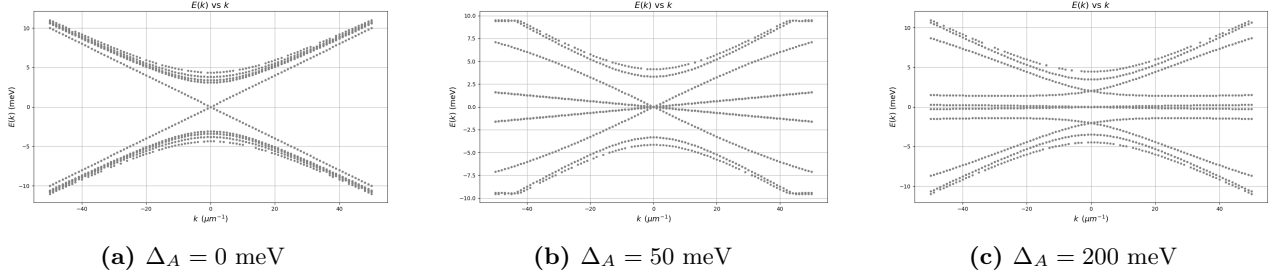 E(k) vs k
10
5
0
−5
−10
E(k) (meV)
−40 −20 0 20 40
k (μm⁻¹)
(a) Δ_A = 0 meV
E(k) vs k
10.0
7.5
5.0
2.5
0.0
−2.5
−5.0
−7.5
−10.0
E(k) (meV)
−40 −20 0 20 40
k (μm⁻¹)
(b) Δ_A = 50 meV
E(k) vs k
10
5
0
−5
−10
E(k) (meV)
−40 −20 0 20 40
k (μm⁻¹)
(c) Δ_A = 200 meV